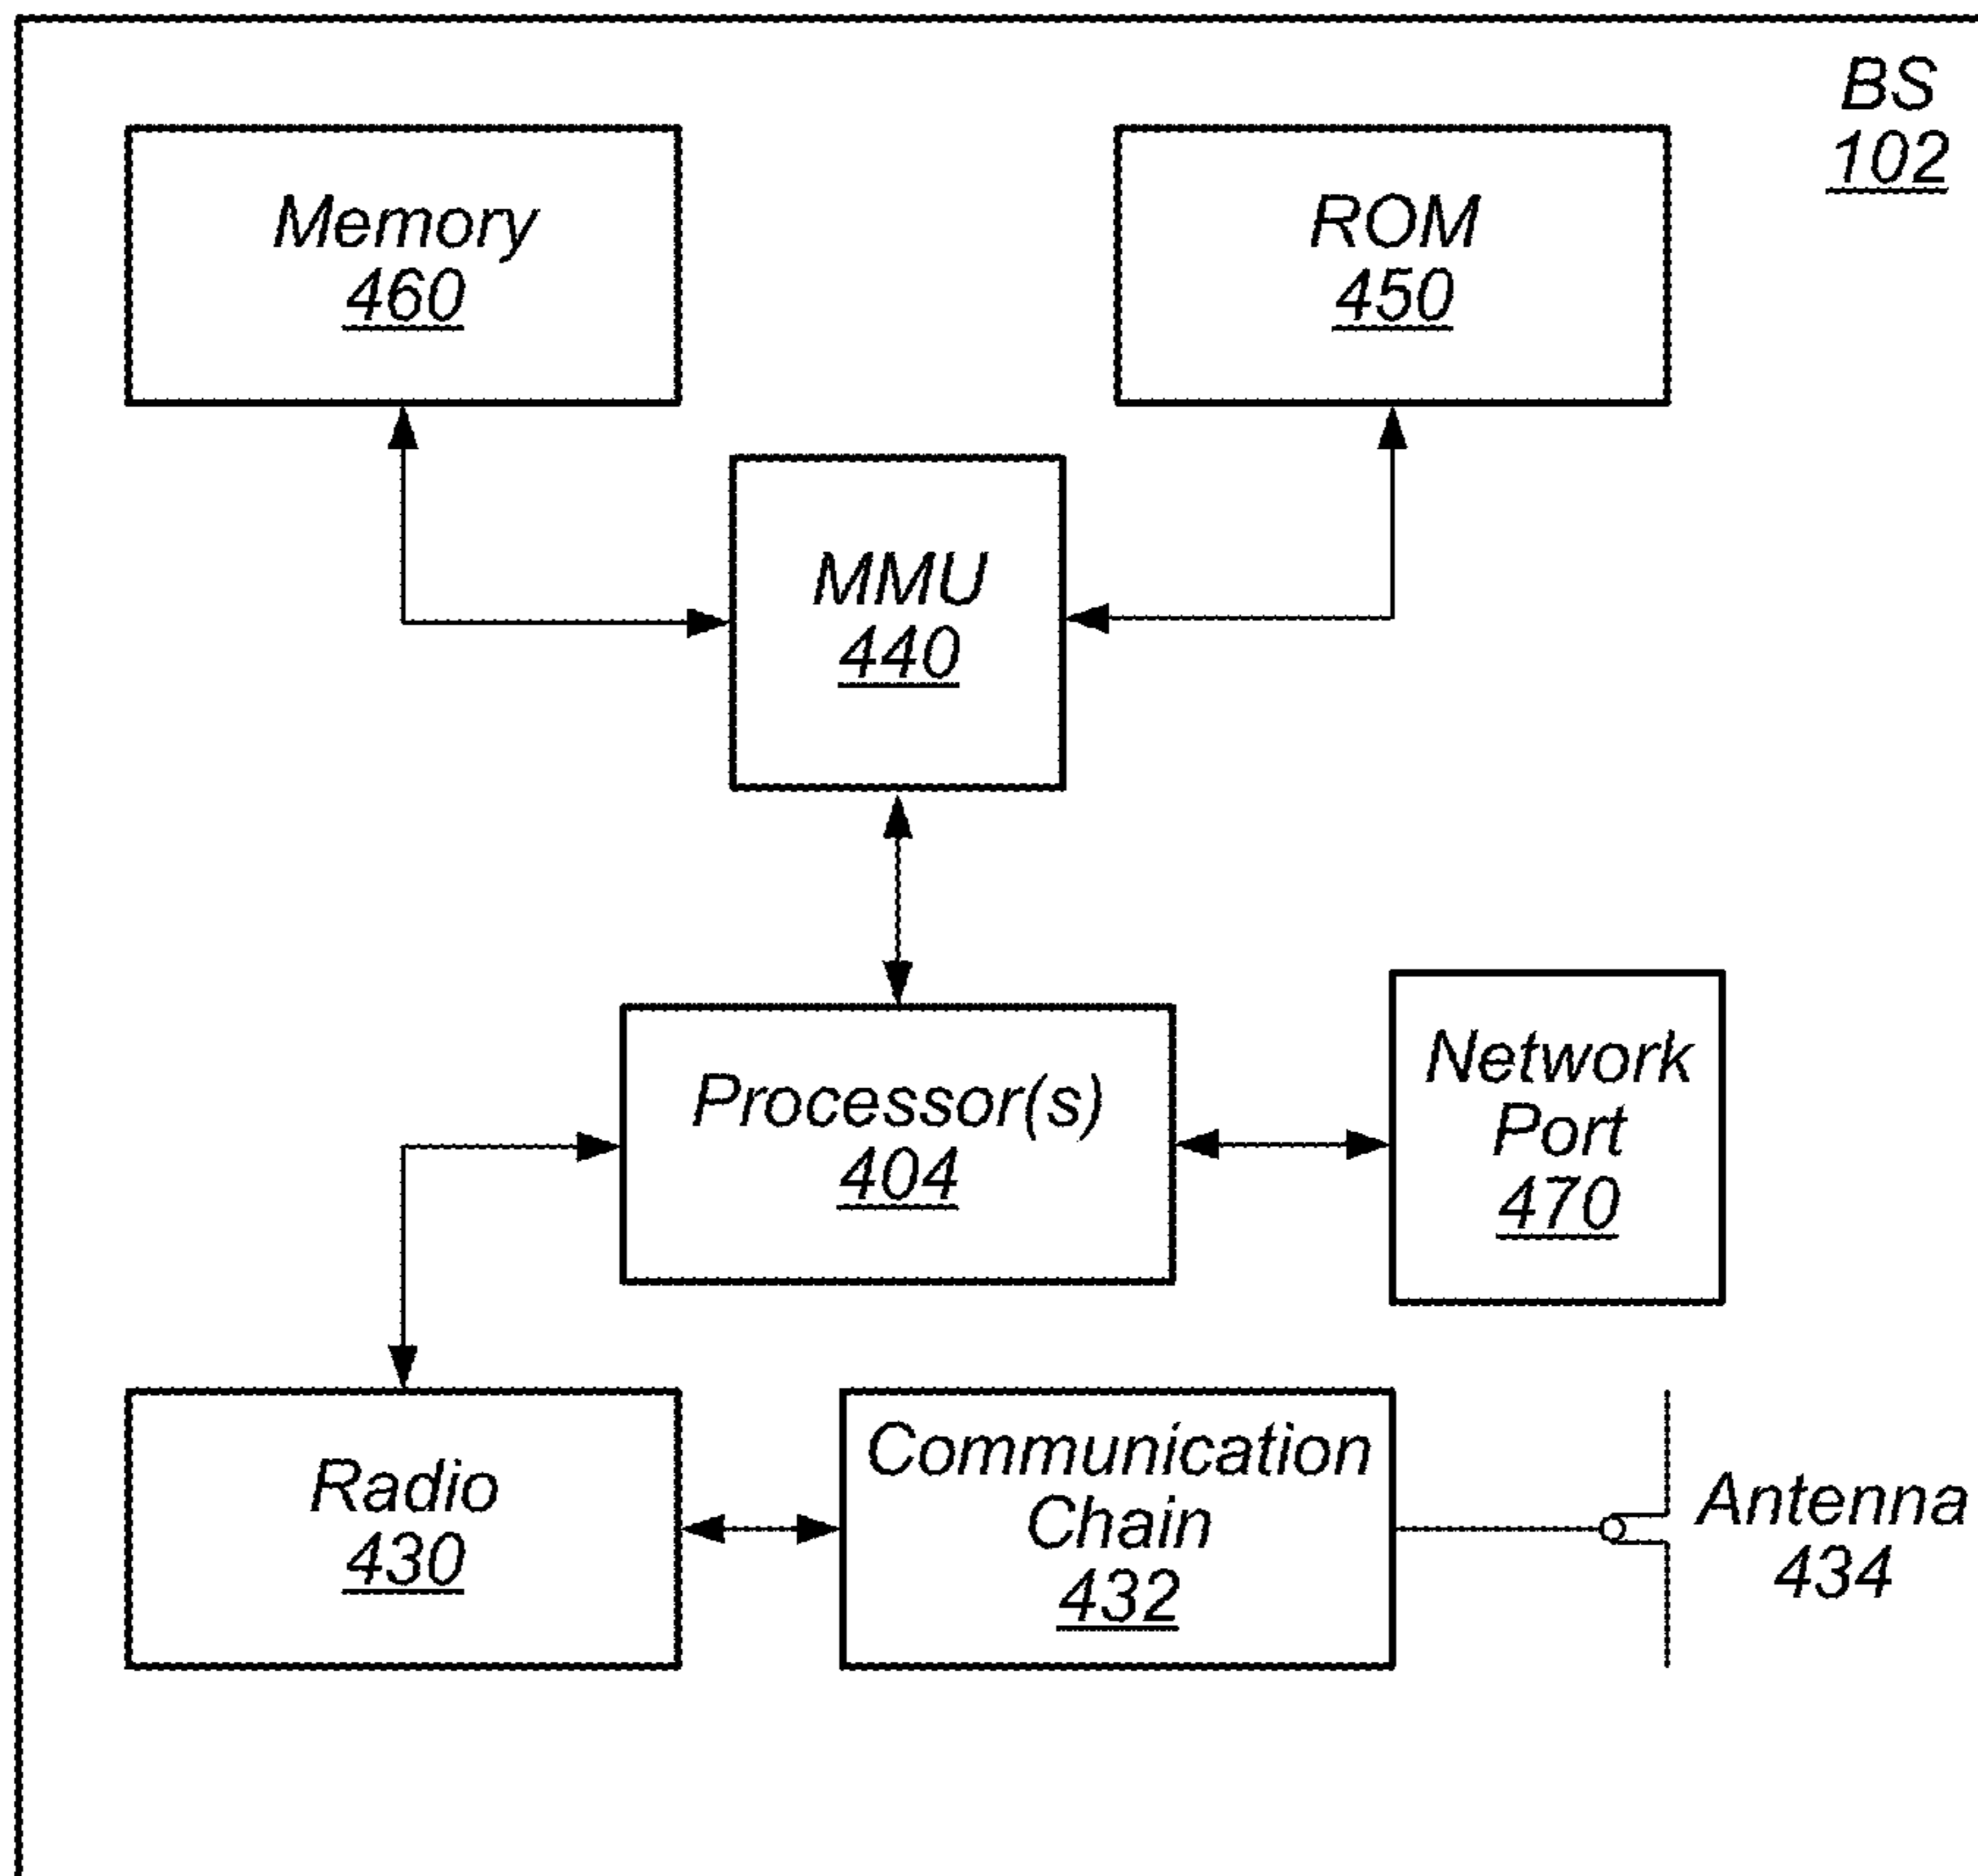 BS
102
Memory
460
ROM
450
MMU
440
Processor(s)
404
Network
Port
470
Radio
430
Communication
Chain
432
Antenna
434